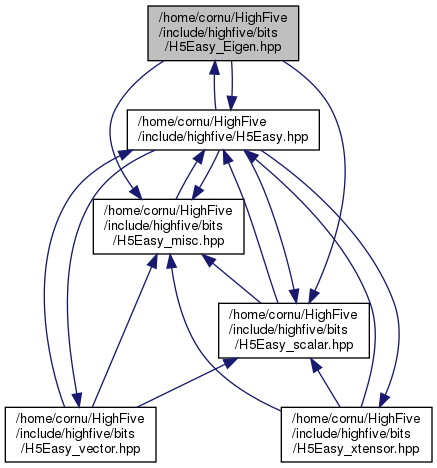 /home/cornu/HighFive
/include/highfive/bits
/H5Easy_Eigen.hpp
/home/cornu/HighFive
/include/highfive/H5Easy.hpp
/home/cornu/HighFive
/include/highfive/bits
/H5Easy_misc.hpp
/home/cornu/HighFive
/include/highfive/bits
/H5Easy_scalar.hpp
/home/cornu/HighFive
/include/highfive/bits
/H5Easy_vector.hpp
/home/cornu/HighFive
/include/highfive/bits
/H5Easy_xtensor.hpp